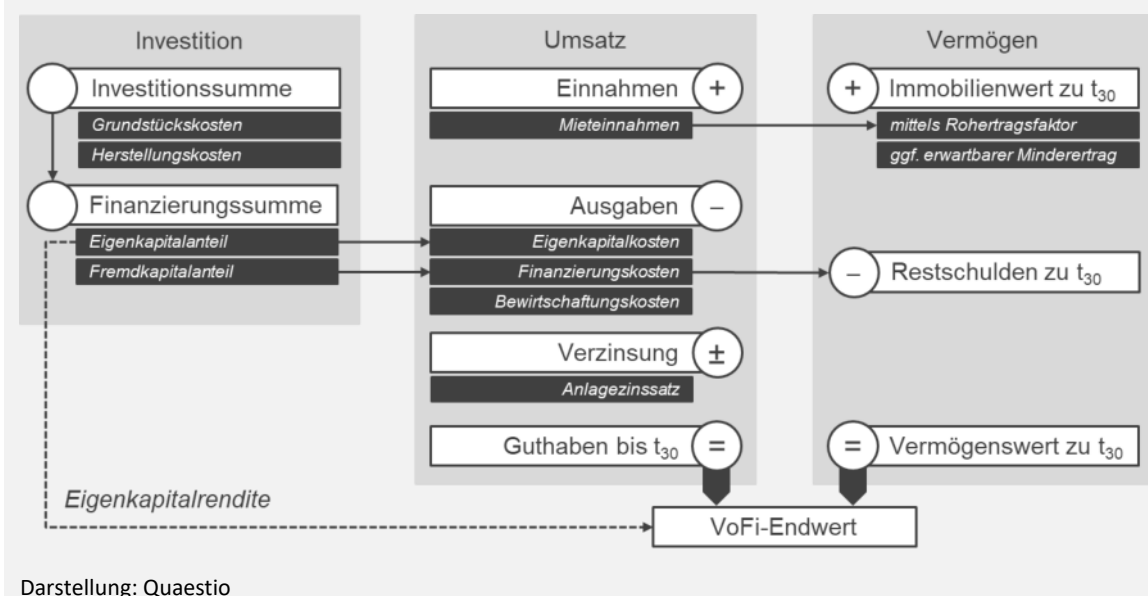 Investition
Investitionssumme
Grundstückskosten
Herstellungskosten
Finanzierungssumme
Eigenkapitalanteil
Fremdkapitalanteil
Umsatz
Einnahmen +
Mieteinnahmen
Ausgaben –
Eigenkapitalkosten
Finanzierungskosten
Bewirtschaftungskosten
Verzinsung ±
Anlagezinssatz
Guthaben bis t30 =
Vermögen
+ Immobilienwert zu t30
mittels Rohertragsfaktor
ggf. erwartbarer Minderertrag
– Restschulden zu t30
= Vermögenswert zu t30
Eigenkapitalrendite
VoFi-Endwert
Darstellung: Quaestio